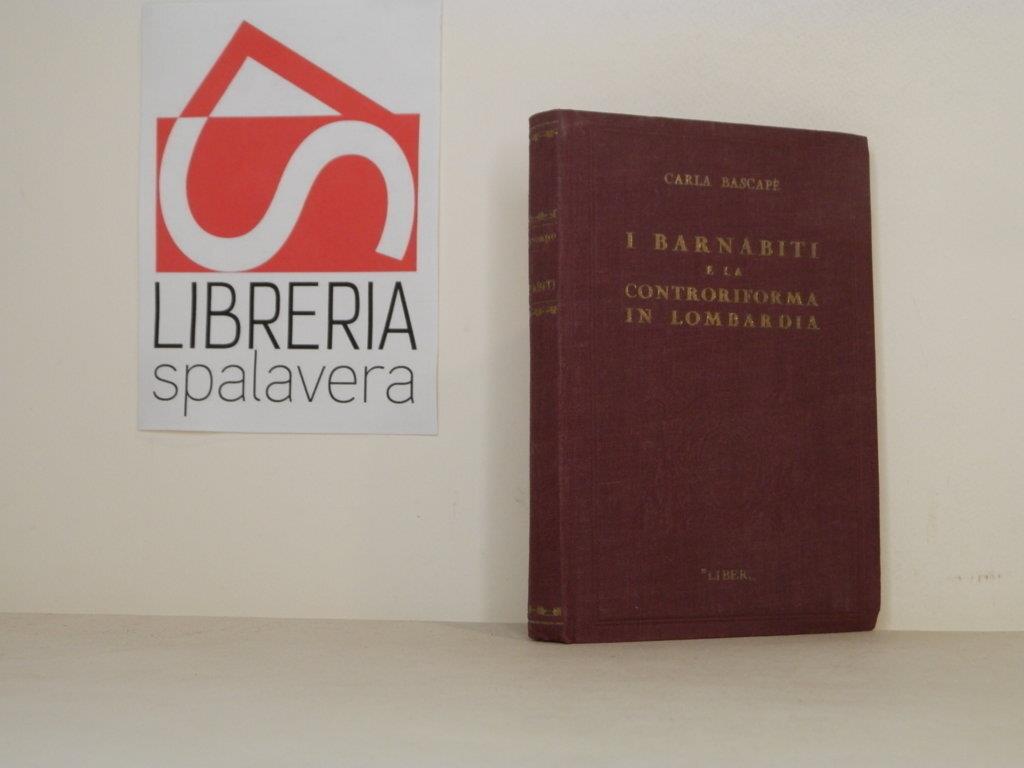 LIBRERIA
spalavera
CARLA BASCAPÈ
I BARNABITI
E LA
CONTRORIFORMA
IN LOMBARDIA
"LIBER„